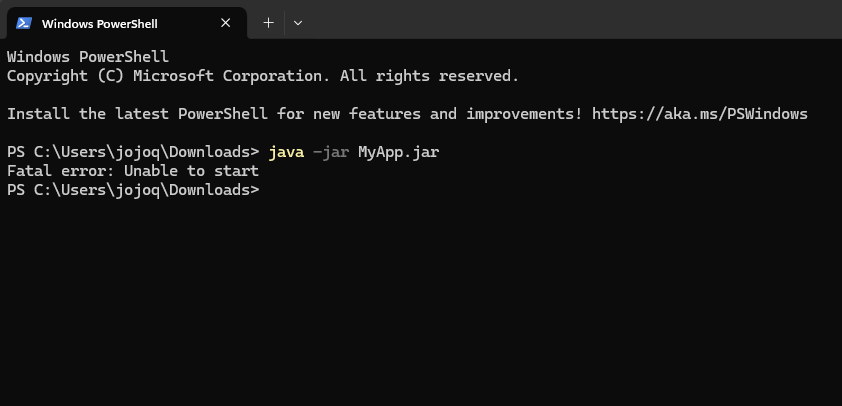 Windows PowerShell
Windows PowerShell
Copyright (C) Microsoft Corporation. All rights reserved.
Install the latest PowerShell for new features and improvements! https://aka.ms/PSWindows
PS C:\Users\jojoq\Downloads> java -jar MyApp.jar
Fatal error: Unable to start
PS C:\Users\jojoq\Downloads>